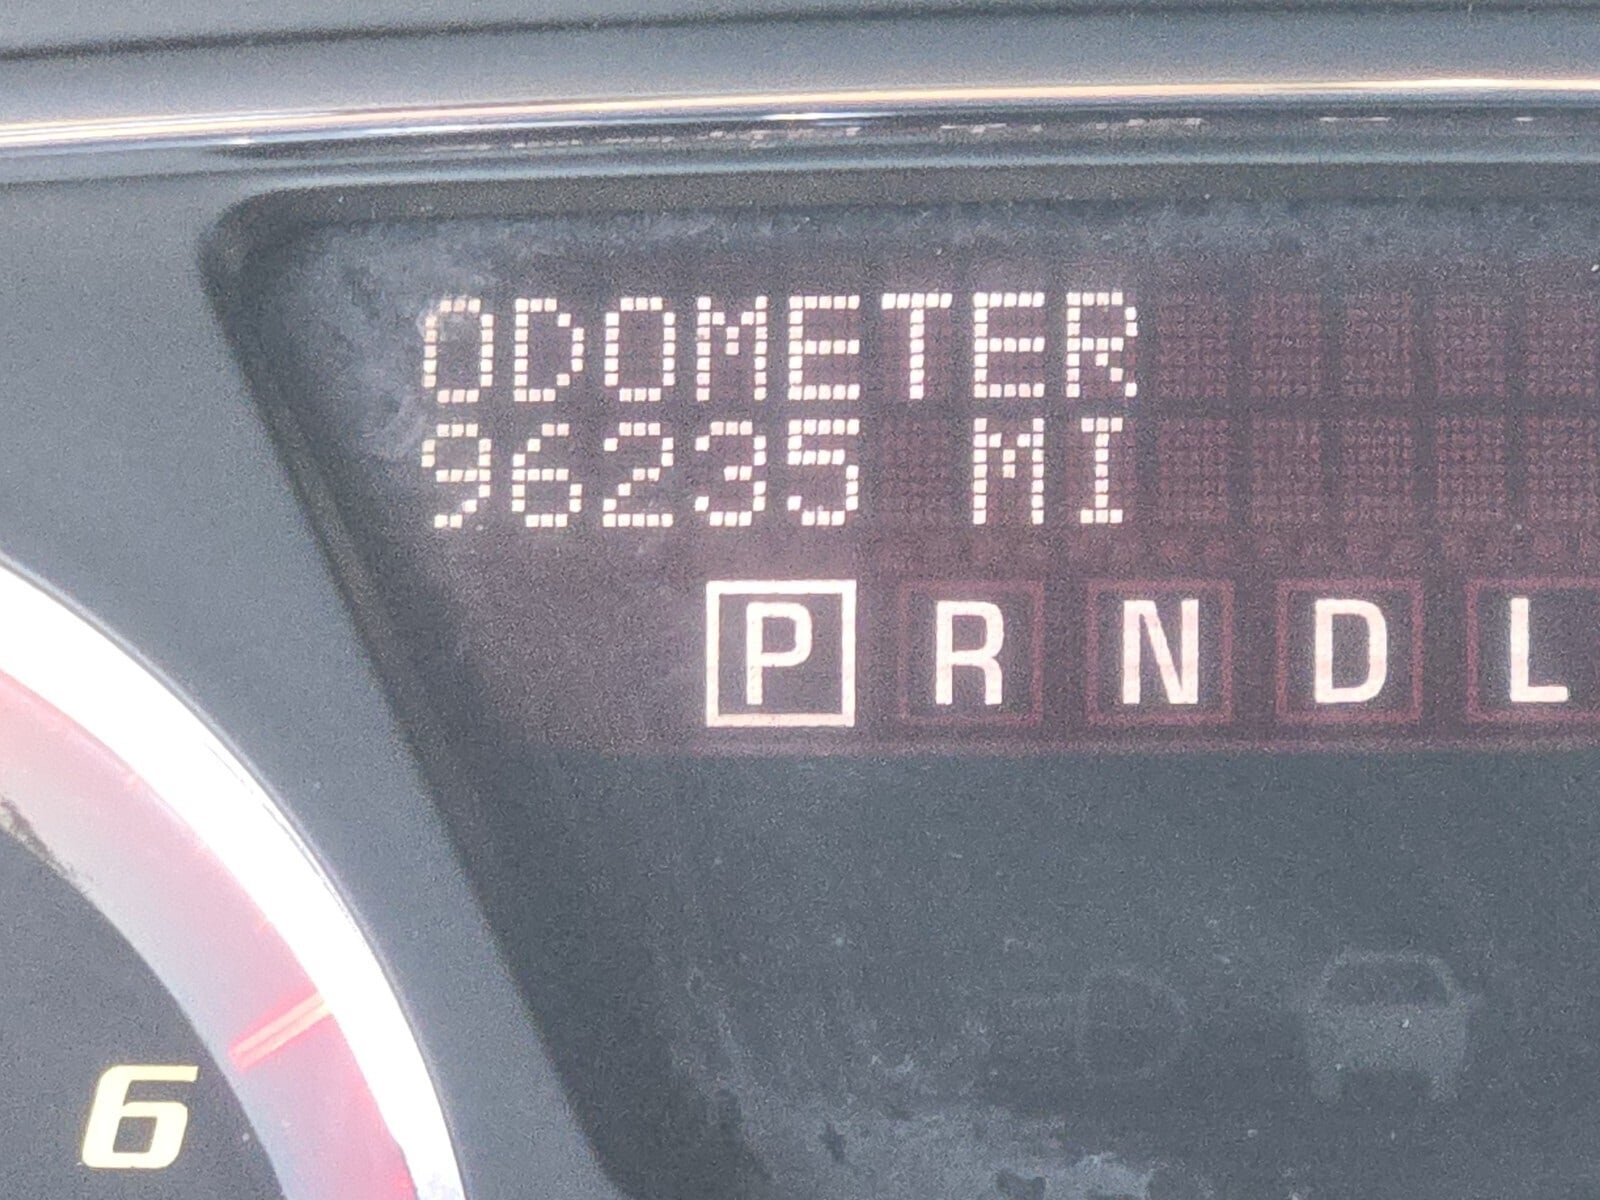 ODOMETER
96235 MI
P R N D L
6